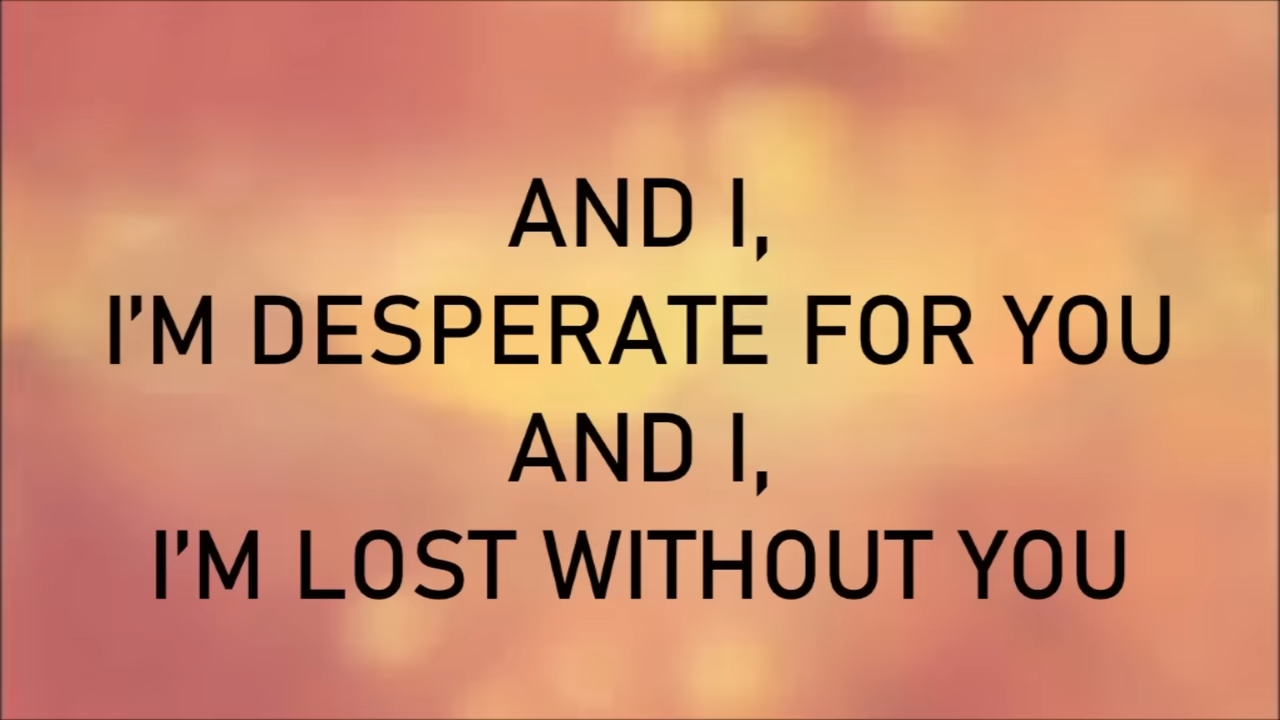 AND I,
I'M DESPERATE FOR YOU
AND I,
I'M LOST WITHOUT YOU